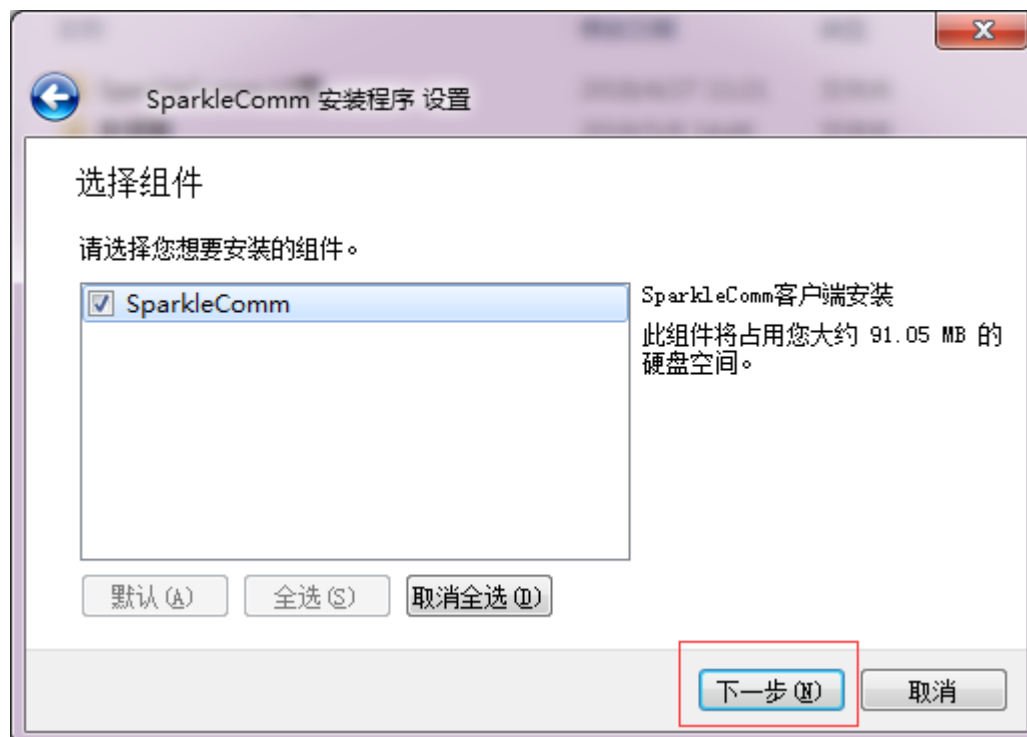 SparkleComm 安装程序 设置
选择组件
请选择您想要安装的组件。
SparkleComm
SparkleComm客户端安装
此组件将占用您大约 91.05 MB 的
硬盘空间。
默认(A)
全选(S)
取消全选(D)
下一步(N)
取消